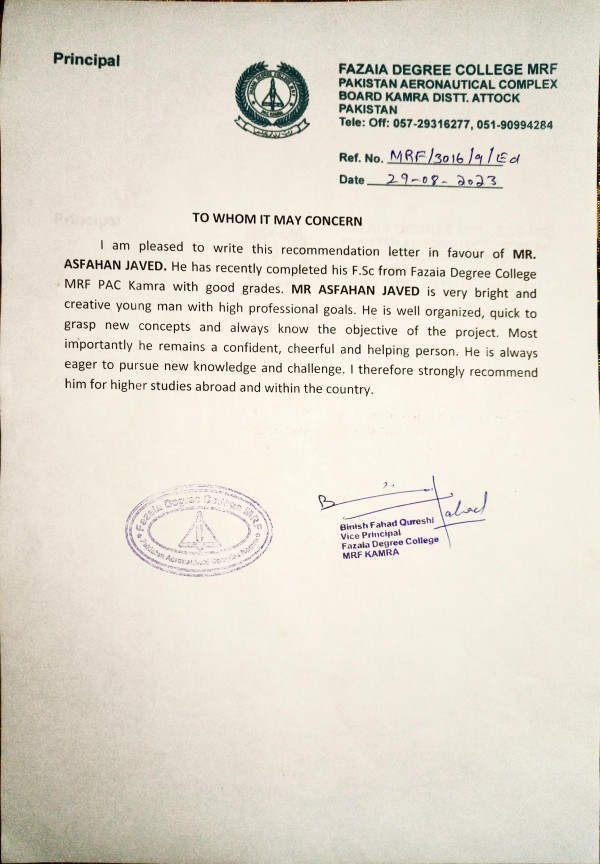 Principal
FAZAIA DEGREE COLLEGE MRF
PAKISTAN AERONAUTICAL COMPLEX
BOARD KAMRA DISTT. ATTOCK
PAKISTAN
Tele: Off: 057-29316277, 051-90994284
Ref. No. MRF/3016/9/Ed
Date 29-08-2023
TO WHOM IT MAY CONCERN
I am pleased to write this recommendation letter in favour of MR.
ASFAHAN JAVED. He has recently completed his F.Sc from Fazaia Degree College
MRF PAC Kamra with good grades. MR ASFAHAN JAVED is very bright and
creative young man with high professional goals. He is well organized, quick to
grasp new concepts and always know the objective of the project. Most
importantly he remains a confident, cheerful and helping person. He is always
eager to pursue new knowledge and challenge. I therefore strongly recommend
him for higher studies abroad and within the country.
Fazaia Degree College MRF
Pakistan Aeronautical Complex
Fahad
Binish Fahad Qureshi
Vice Principal
Fazaia Degree College
MRF KAMRA